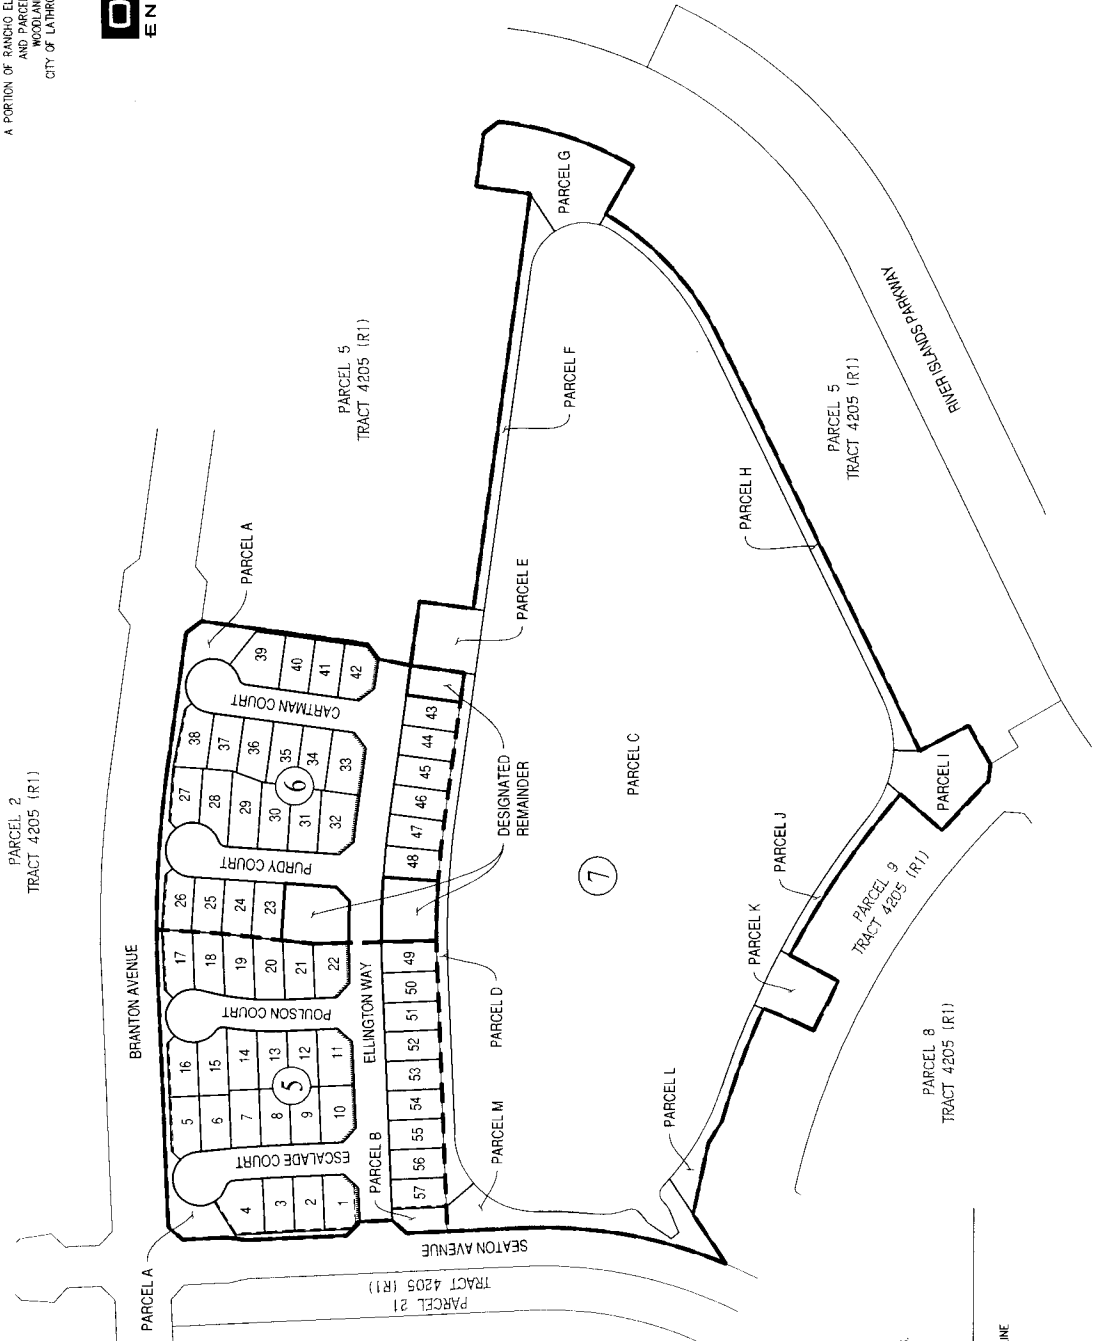 A PORTION OF RANCHO EL
AND PARCEL
WOODLAN
CITY OF LATHRO
O
EN
PARCEL 2
TRACT 4205 (R1)
BRANTON AVENUE
PARCEL A
PARCEL A
PARCEL 5
TRACT 4205 (R1)
PARCEL G
PARCEL F
PARCEL E
PARCEL H
PARCEL 5
TRACT 4205 (R1)
RIVER ISLANDS PARKWAY
ESCALADE COURT
POULSON COURT
PURDY COURT
CARTMAN COURT
1
2
3
4
5
6
7
8
9
10
11
12
13
14
15
16
17
18
19
20
21
22
23
24
25
26
27
28
29
30
31
32
33
34
35
36
37
38
39
40
41
42
5
6
ELLINGTON WAY
PARCEL B
57
56
55
54
53
52
51
50
49
48
47
46
45
44
43
DESIGNATED
REMAINDER
PARCEL C
7
PARCEL D
PARCEL M
PARCEL L
PARCEL K
PARCEL J
PARCEL I
PARCEL 9
TRACT 4205 (R1)
PARCEL 8
TRACT 4205 (R1)
SEATON AVENUE
PARCEL 21
TRACT 4205 (R1)
INE